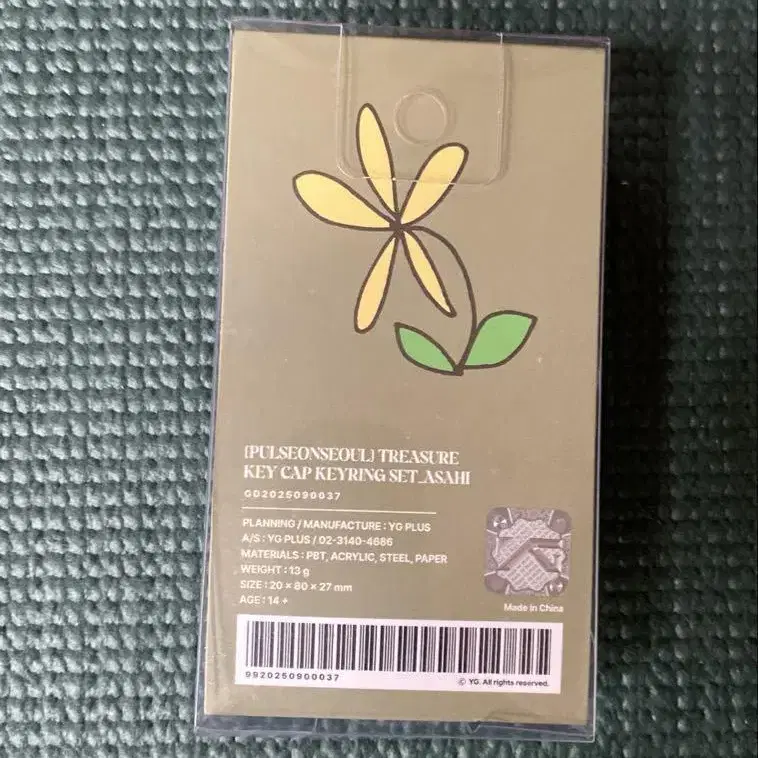 [PULSEONSEOUL] TREASURE
KEY CAP KEYRING SET_ASAHI
GD2025090037
PLANNING / MANUFACTURE : YG PLUS
A/S : YG PLUS / 02-3140-4686
MATERIALS : PBT, ACRYLIC, STEEL, PAPER
WEIGHT : 13 g
SIZE : 20 × 80 × 27 mm
AGE : 14 +
Made In China
9920250900037
© YG. All rights reserved.